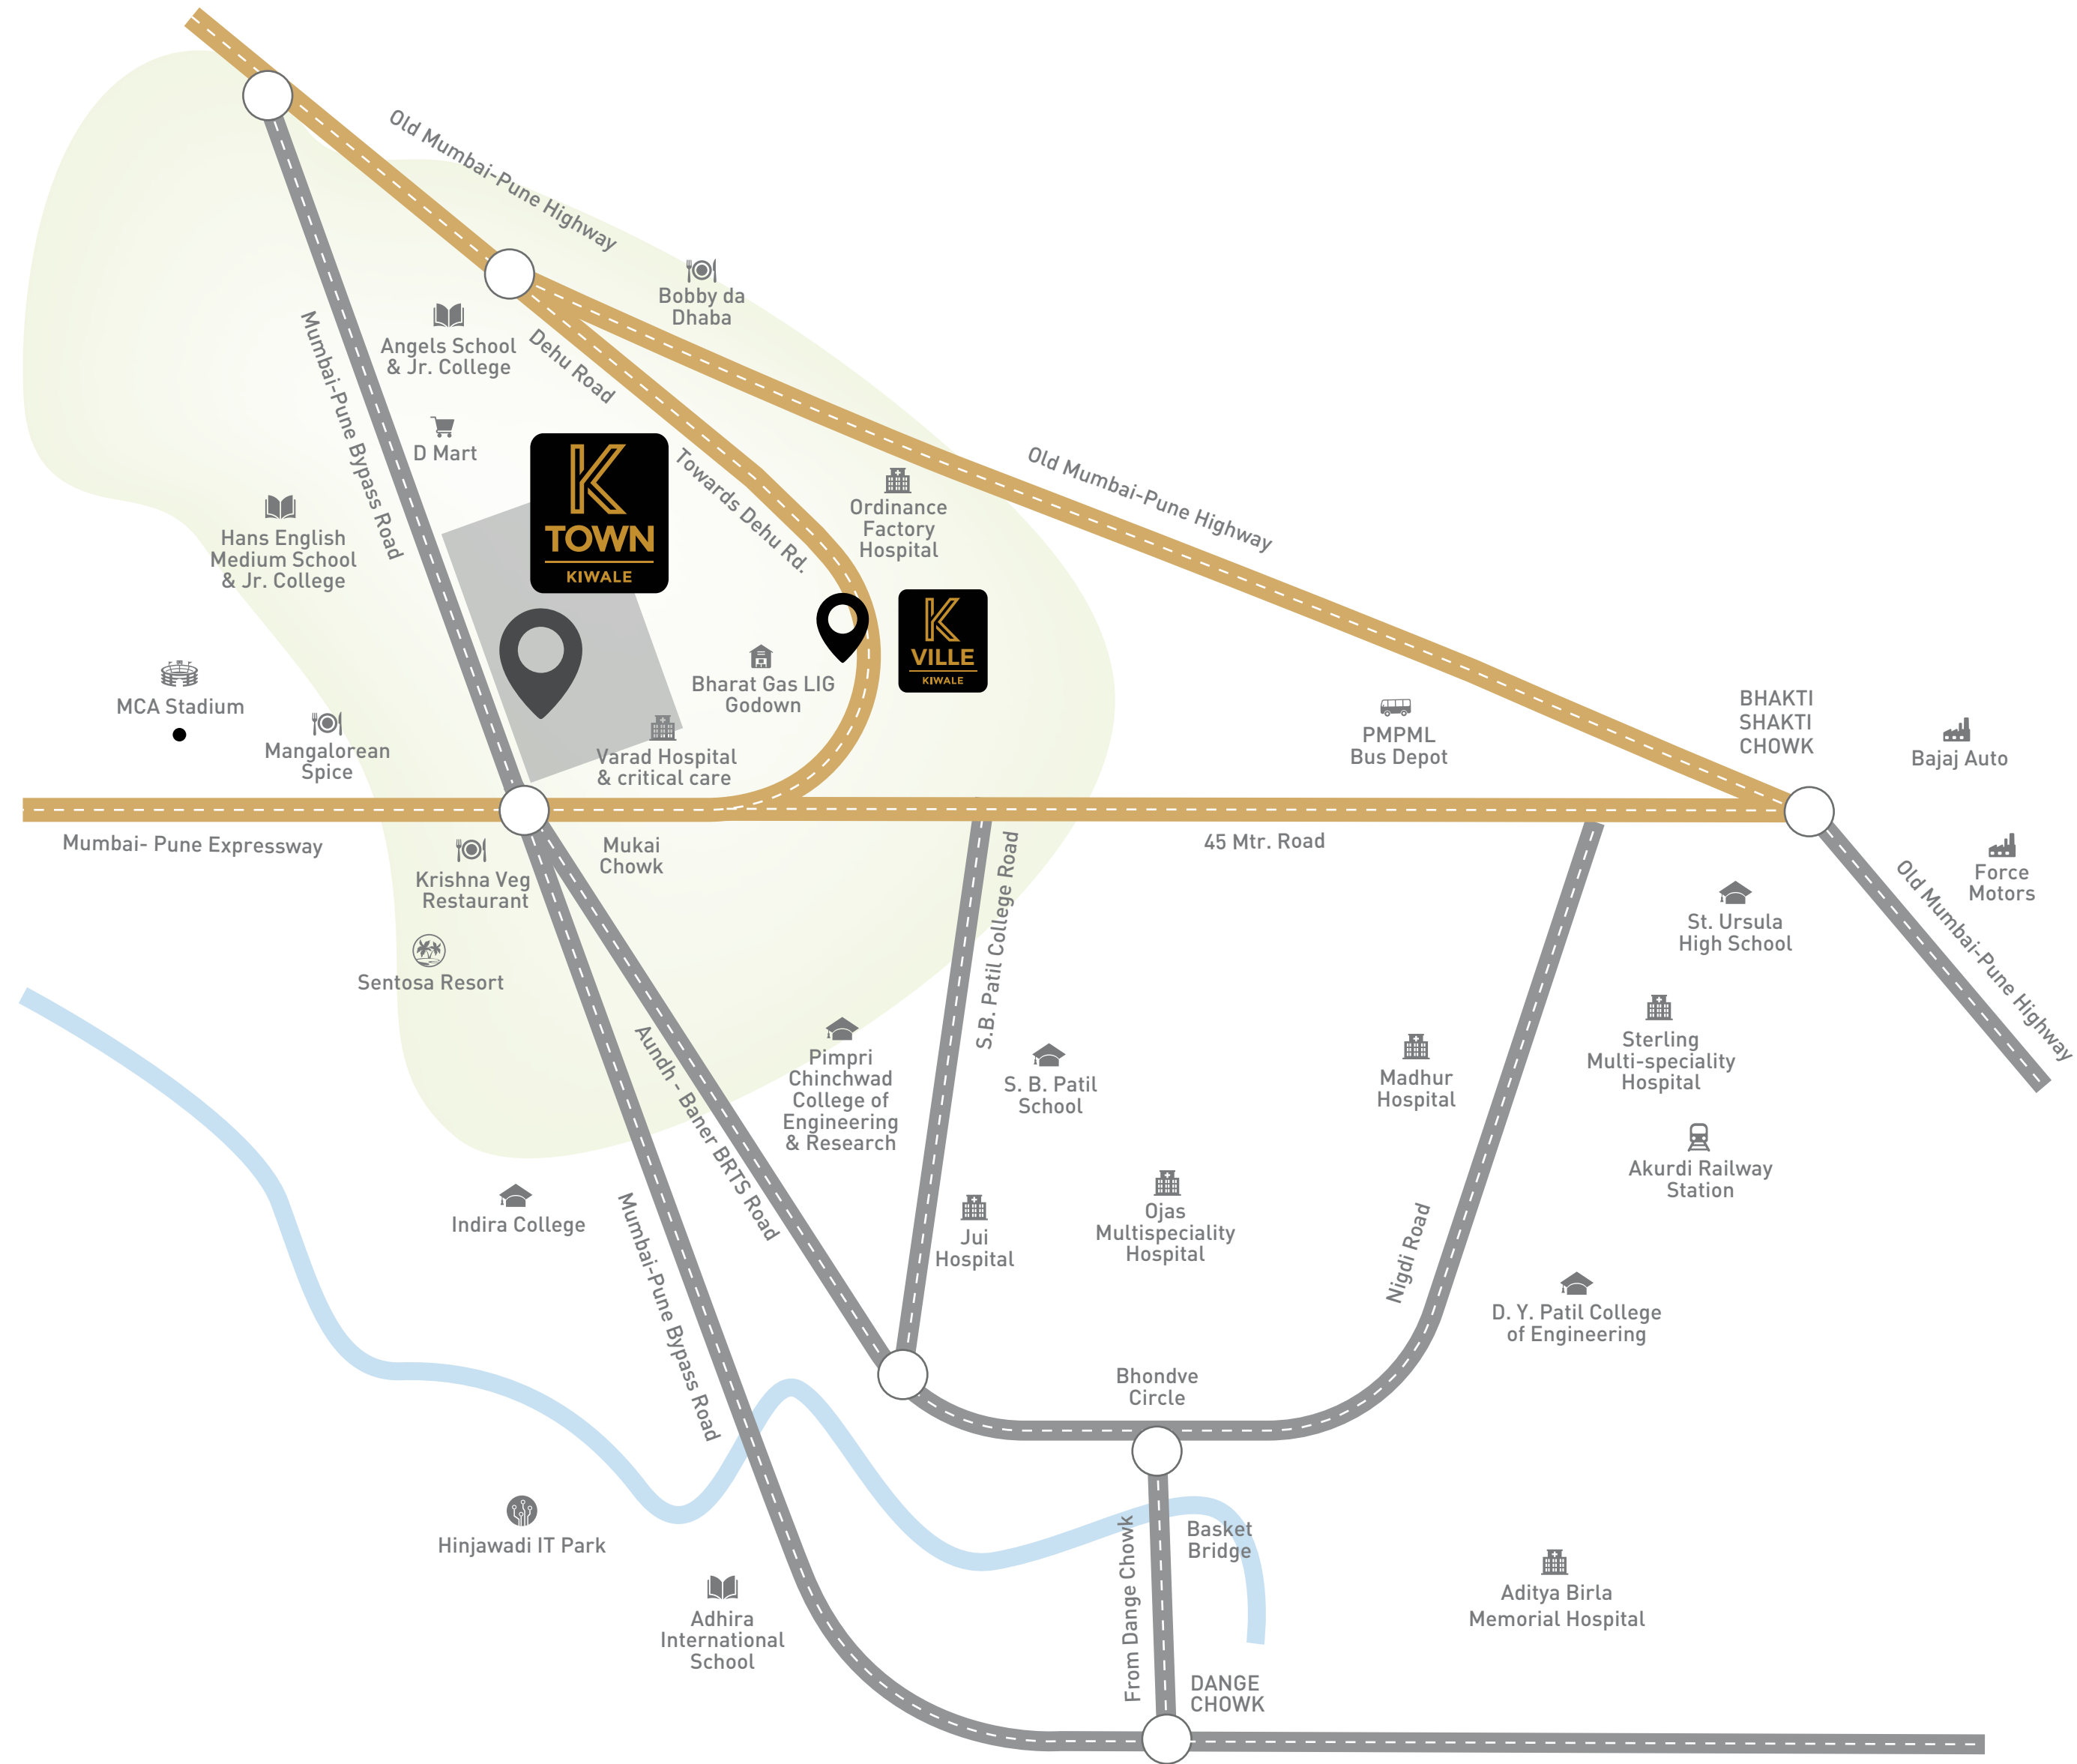 Old Mumbai-Pune Highway
Bobby da
Dhaba
Angels School
& Jr. College
Dehu Road
Mumbai-Pune Bypass Road
D Mart
K
TOWN
KIWALE
Towards Dehu Rd.
Ordinance
Factory
Hospital
Old Mumbai-Pune Highway
Hans English
Medium School
& Jr. College
K
VILLE
KIWALE
Bharat Gas LIG
Godown
MCA Stadium
Mangalorean
Spice
Varad Hospital
& critical care
PMPML
Bus Depot
BHAKTI
SHAKTI
CHOWK
Bajaj Auto
Mumbai- Pune Expressway
Mukai
Chowk
45 Mtr. Road
Krishna Veg
Restaurant
S.B. Patil College Road
Force
Motors
Old Mumbai-Pune Highway
St. Ursula
High School
Sentosa Resort
Aundh - Baner BRTS Road
Pimpri
Chinchwad
College of
Engineering
& Research
S. B. Patil
School
Madhur
Hospital
Sterling
Multi-speciality
Hospital
Akurdi Railway
Station
Indira College
Mumbai-Pune Bypass Road
Jui
Hospital
Ojas
Multispeciality
Hospital
Nigdi Road
D. Y. Patil College
of Engineering
Bhondve
Circle
Hinjawadi IT Park
From Dange Chowk
Basket
Bridge
Adhira
International
School
Aditya Birla
Memorial Hospital
DANGE
CHOWK